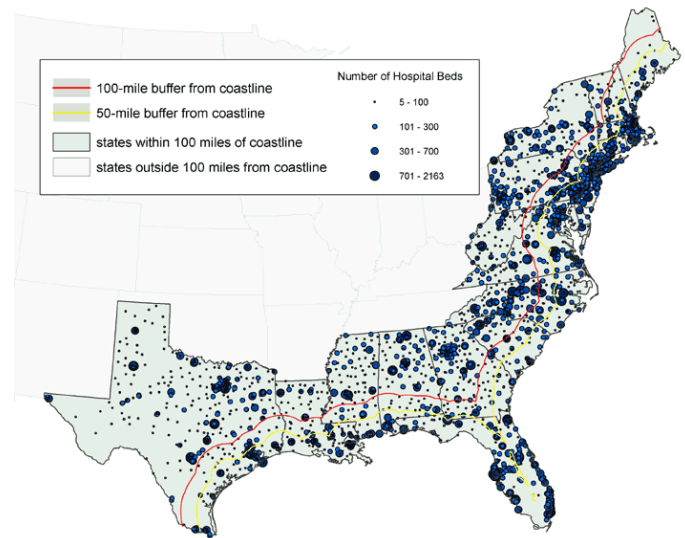 100-mile buffer from coastline
50-mile buffer from coastline
states within 100 miles of coastline
states outside 100 miles from coastline
Number of Hospital Beds
5 - 100
101 - 300
301 - 700
701 - 2163